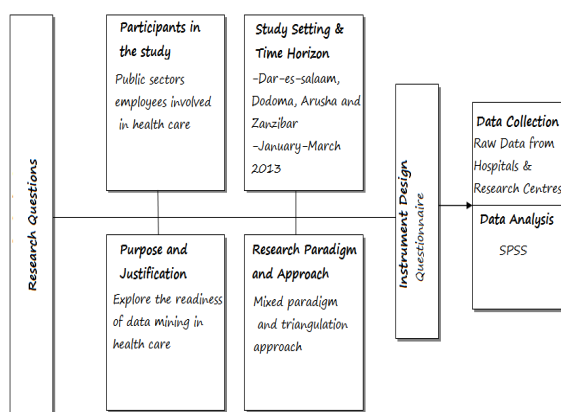 Research Questions
Participants in
the study
Public sectors
employees involved
in health care
Study Setting &
Time Horizon
-Dar-es-salaam,
Dodoma, Arusha and
Zanzibar
-January-March
2013
Purpose and
Justification
Explore the readiness
of data mining in
health care
Research Paradigm
and Approach
Mixed paradigm
and triangulation
approach
Instrument Design
Questionnaire
Data Collection
Raw Data from
Hospitals &
Research Centres
Data Analysis
SPSS